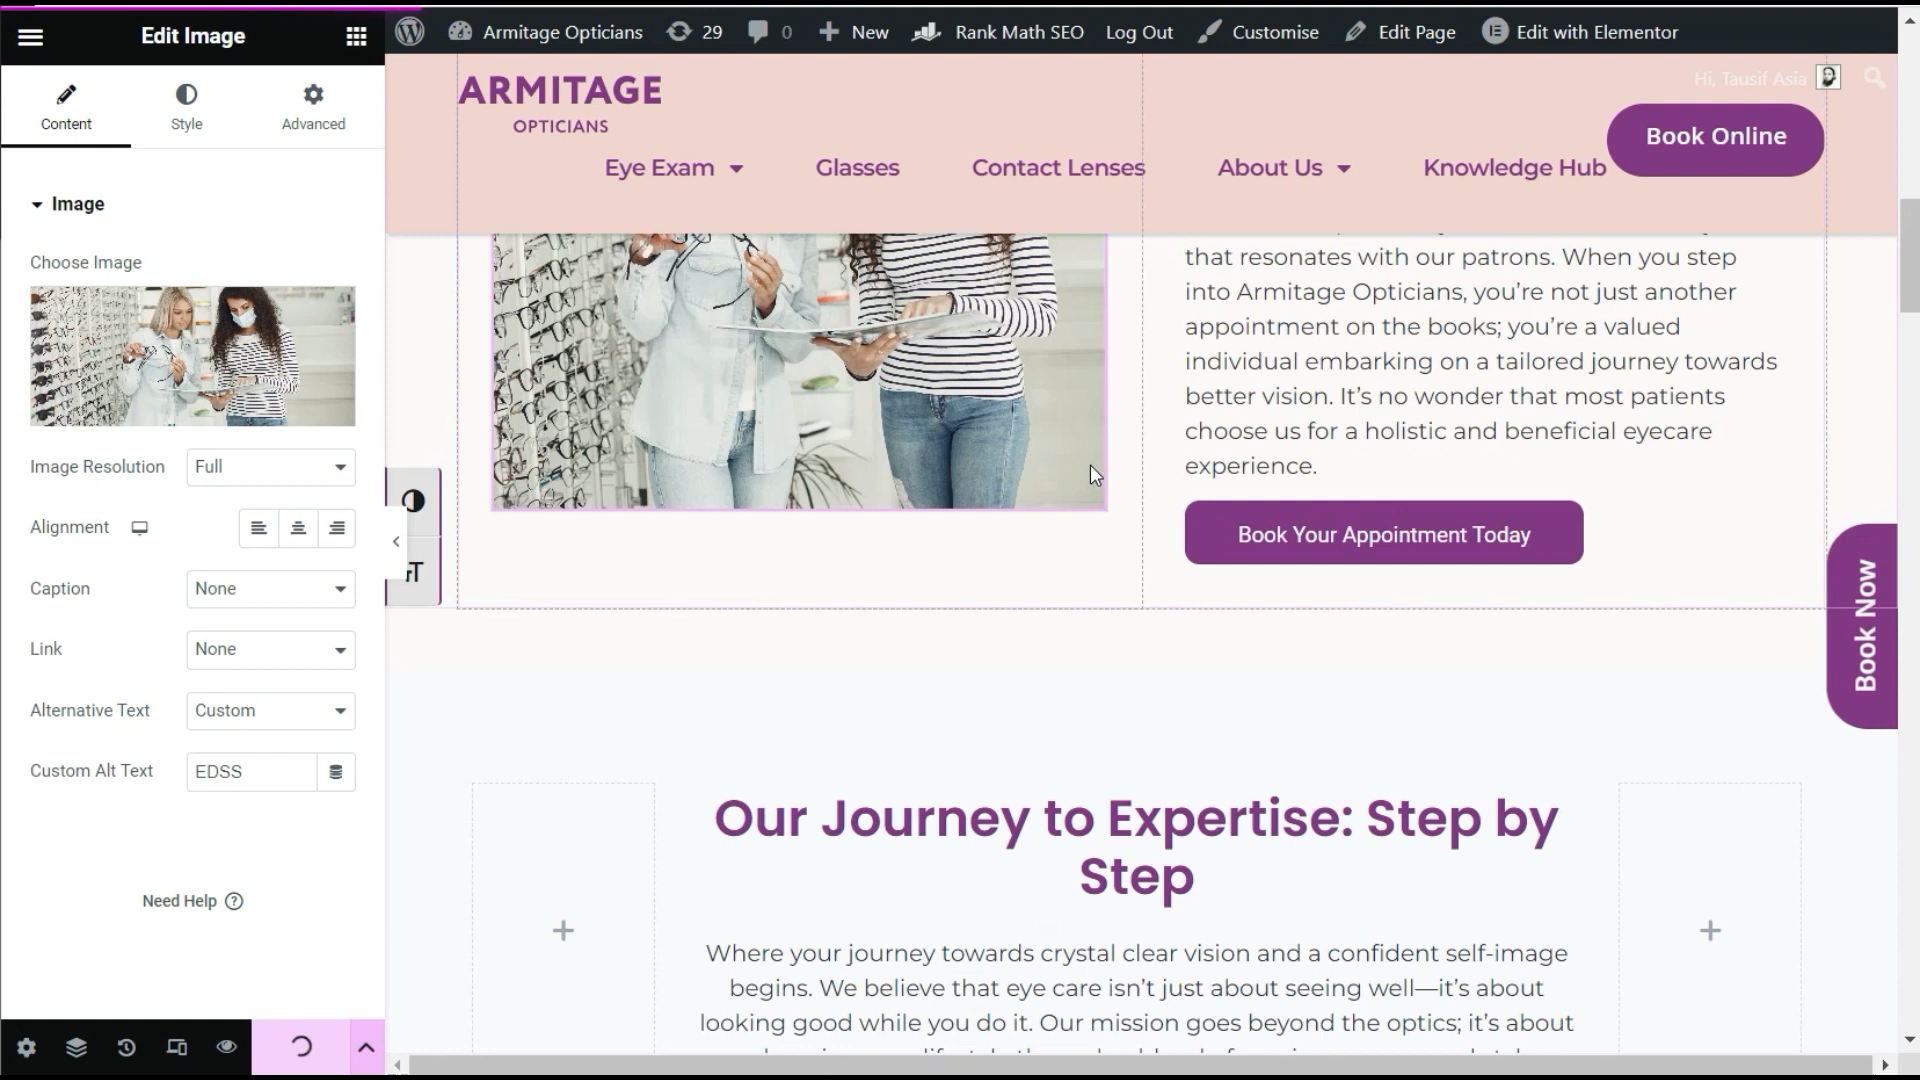 Edit Image
Armitage Opticians
29
0
New
Rank Math SEO
Log Out
Customise
Edit Page
Edit with Elementor
Content
Style
Advanced
Image
Choose Image
Image Resolution
Full
Alignment
Caption
None
Link
None
Alternative Text
Custom
Custom Alt Text
EDSS
Need Help
Hi, Tausif Asia
ARMITAGE
OPTICIANS
Book Online
Eye Exam
Glasses
Contact Lenses
About Us
Knowledge Hub
that resonates with our patrons. When you step
into Armitage Opticians, you’re not just another
appointment on the books; you’re a valued
individual embarking on a tailored journey towards
better vision. It’s no wonder that most patients
choose us for a holistic and beneficial eyecare
experience.
Book Your Appointment Today
Book Now
TT
Our Journey to Expertise: Step by
Step
Where your journey towards crystal clear vision and a confident self-image
begins. We believe that eye care isn’t just about seeing well—it’s about
looking good while you do it. Our mission goes beyond the optics; it’s about